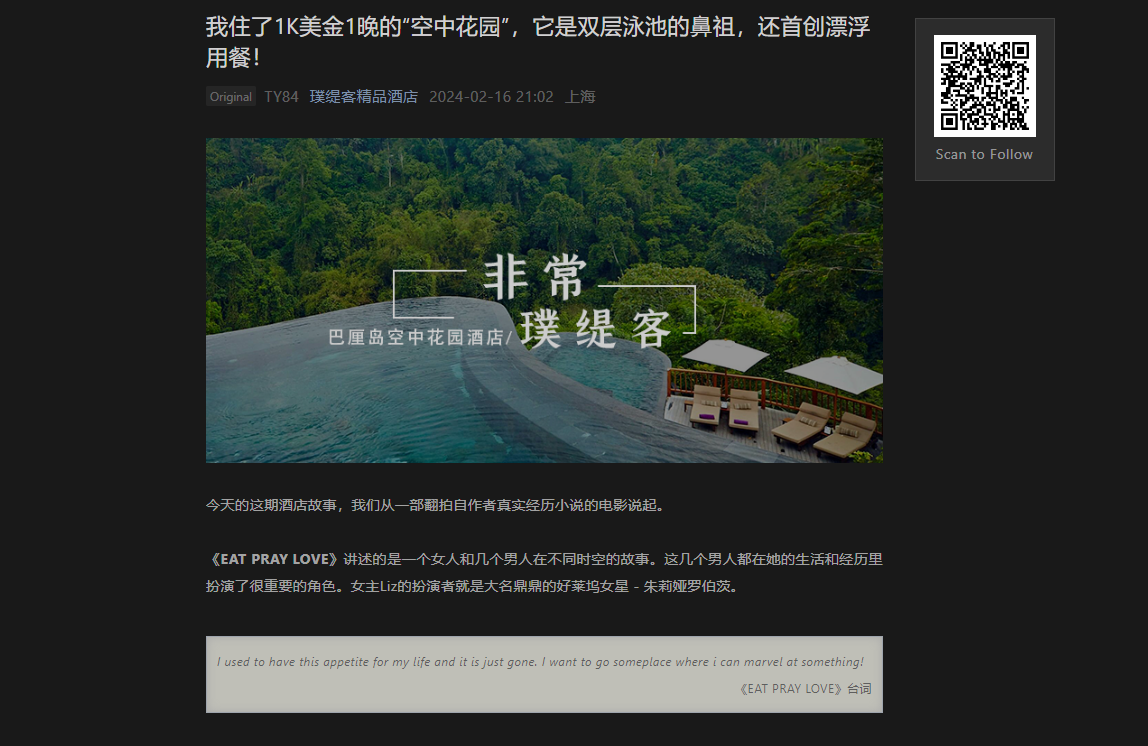 我住了1K美金1晚的“空中花园”，它是双层泳池的鼻祖，还首创漂浮
用餐！
Original TY84 璞缇客精品酒店 2024-02-16 21:02 上海
Scan to Follow
非常
巴厘岛空中花园酒店/璞缇客
今天的这期酒店故事，我们从一部翻拍自作者真实经历小说的电影说起。
《EAT PRAY LOVE》讲述的是一个女人和几个男人在不同时空的故事。这几个男人都在她的生活和经历里
扮演了很重要的角色。女主Liz的扮演者就是大名鼎鼎的好莱坞女星 - 朱莉娅罗伯茨。
I used to have this appetite for my life and it is just gone. I want to go someplace where i can marvel at something!
《EAT PRAY LOVE》台词